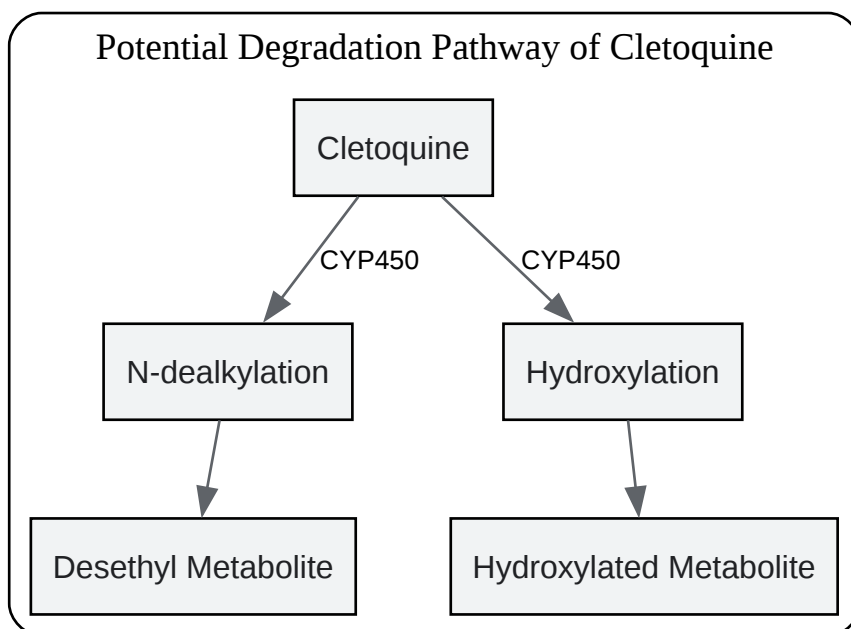 Potential Degradation Pathway of Cletoquine
Cletoquine
CYP450 CYP450
N-dealkylation Hydroxylation
Desethyl Metabolite Hydroxylated Metabolite